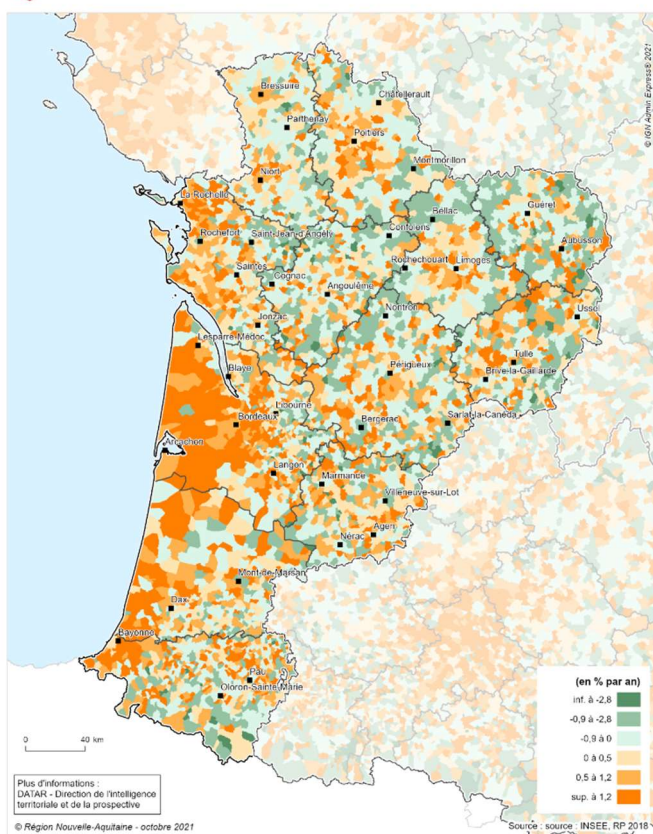 © IGN Admin Express® 2021
Bressuire
Châtellerault
Parthenay
Poitiers
Montmorillon
Niort
La Rochelle
Bellac
Guéret
Rochefort
Saint-Jean-d'Angély
Confolens
Aubusson
Rochechouart
Limoges
Saintes
Cognac
Angoulême
Nontron
Ussel
Jonzac
Lesparre-Médoc
Tulle
Blaye
Périgueux
Brive-la-Gaillarde
Libourne
Bordeaux
Bergerac
Sarlat-la-Canéda
Arcachon
Langon
Marmance
Villeneuve-sur-Lot
Agen
Nérac
Mont-de-Marsan
Dax
Bayonne
Pau
Oloron-Sainte-Marie
(en % par an)
inf. à -2,8
-0,9 à -2,8
-0,9 à 0
0 à 0,5
0,5 à 1,2
sup. à 1,2
0 40 km
Plus d'informations :
DATAR - Direction de l'intelligence
territoriale et de la prospective
© Région Nouvelle-Aquitaine - octobre 2021
Source : source : INSEE, RP 2018